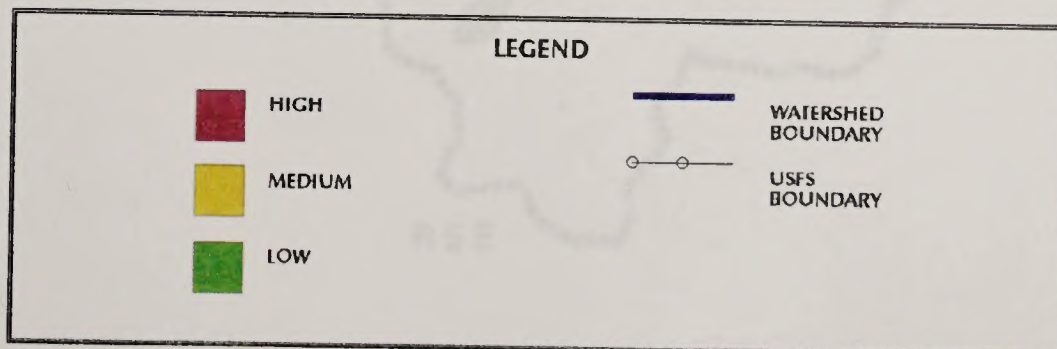 LEGEND
HIGH
MEDIUM
LOW
WATERSHED
BOUNDARY
USFS
BOUNDARY